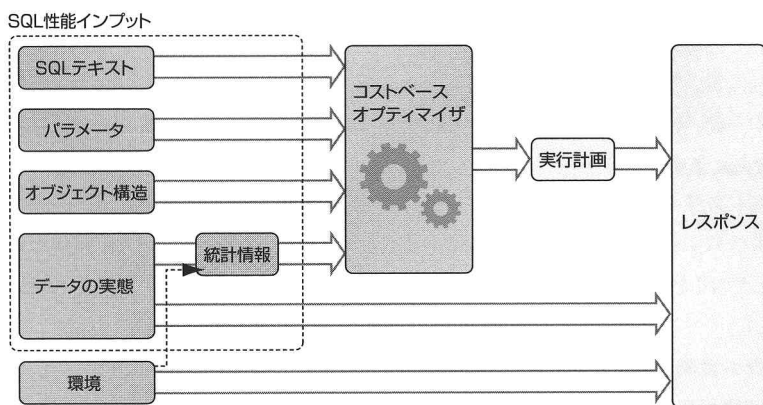 SQL性能インプット
SQLテキスト
パラメータ
オブジェクト構造
データの実態
統計情報
環境
コストベース
オプティマイザ
実行計画
レスポンス